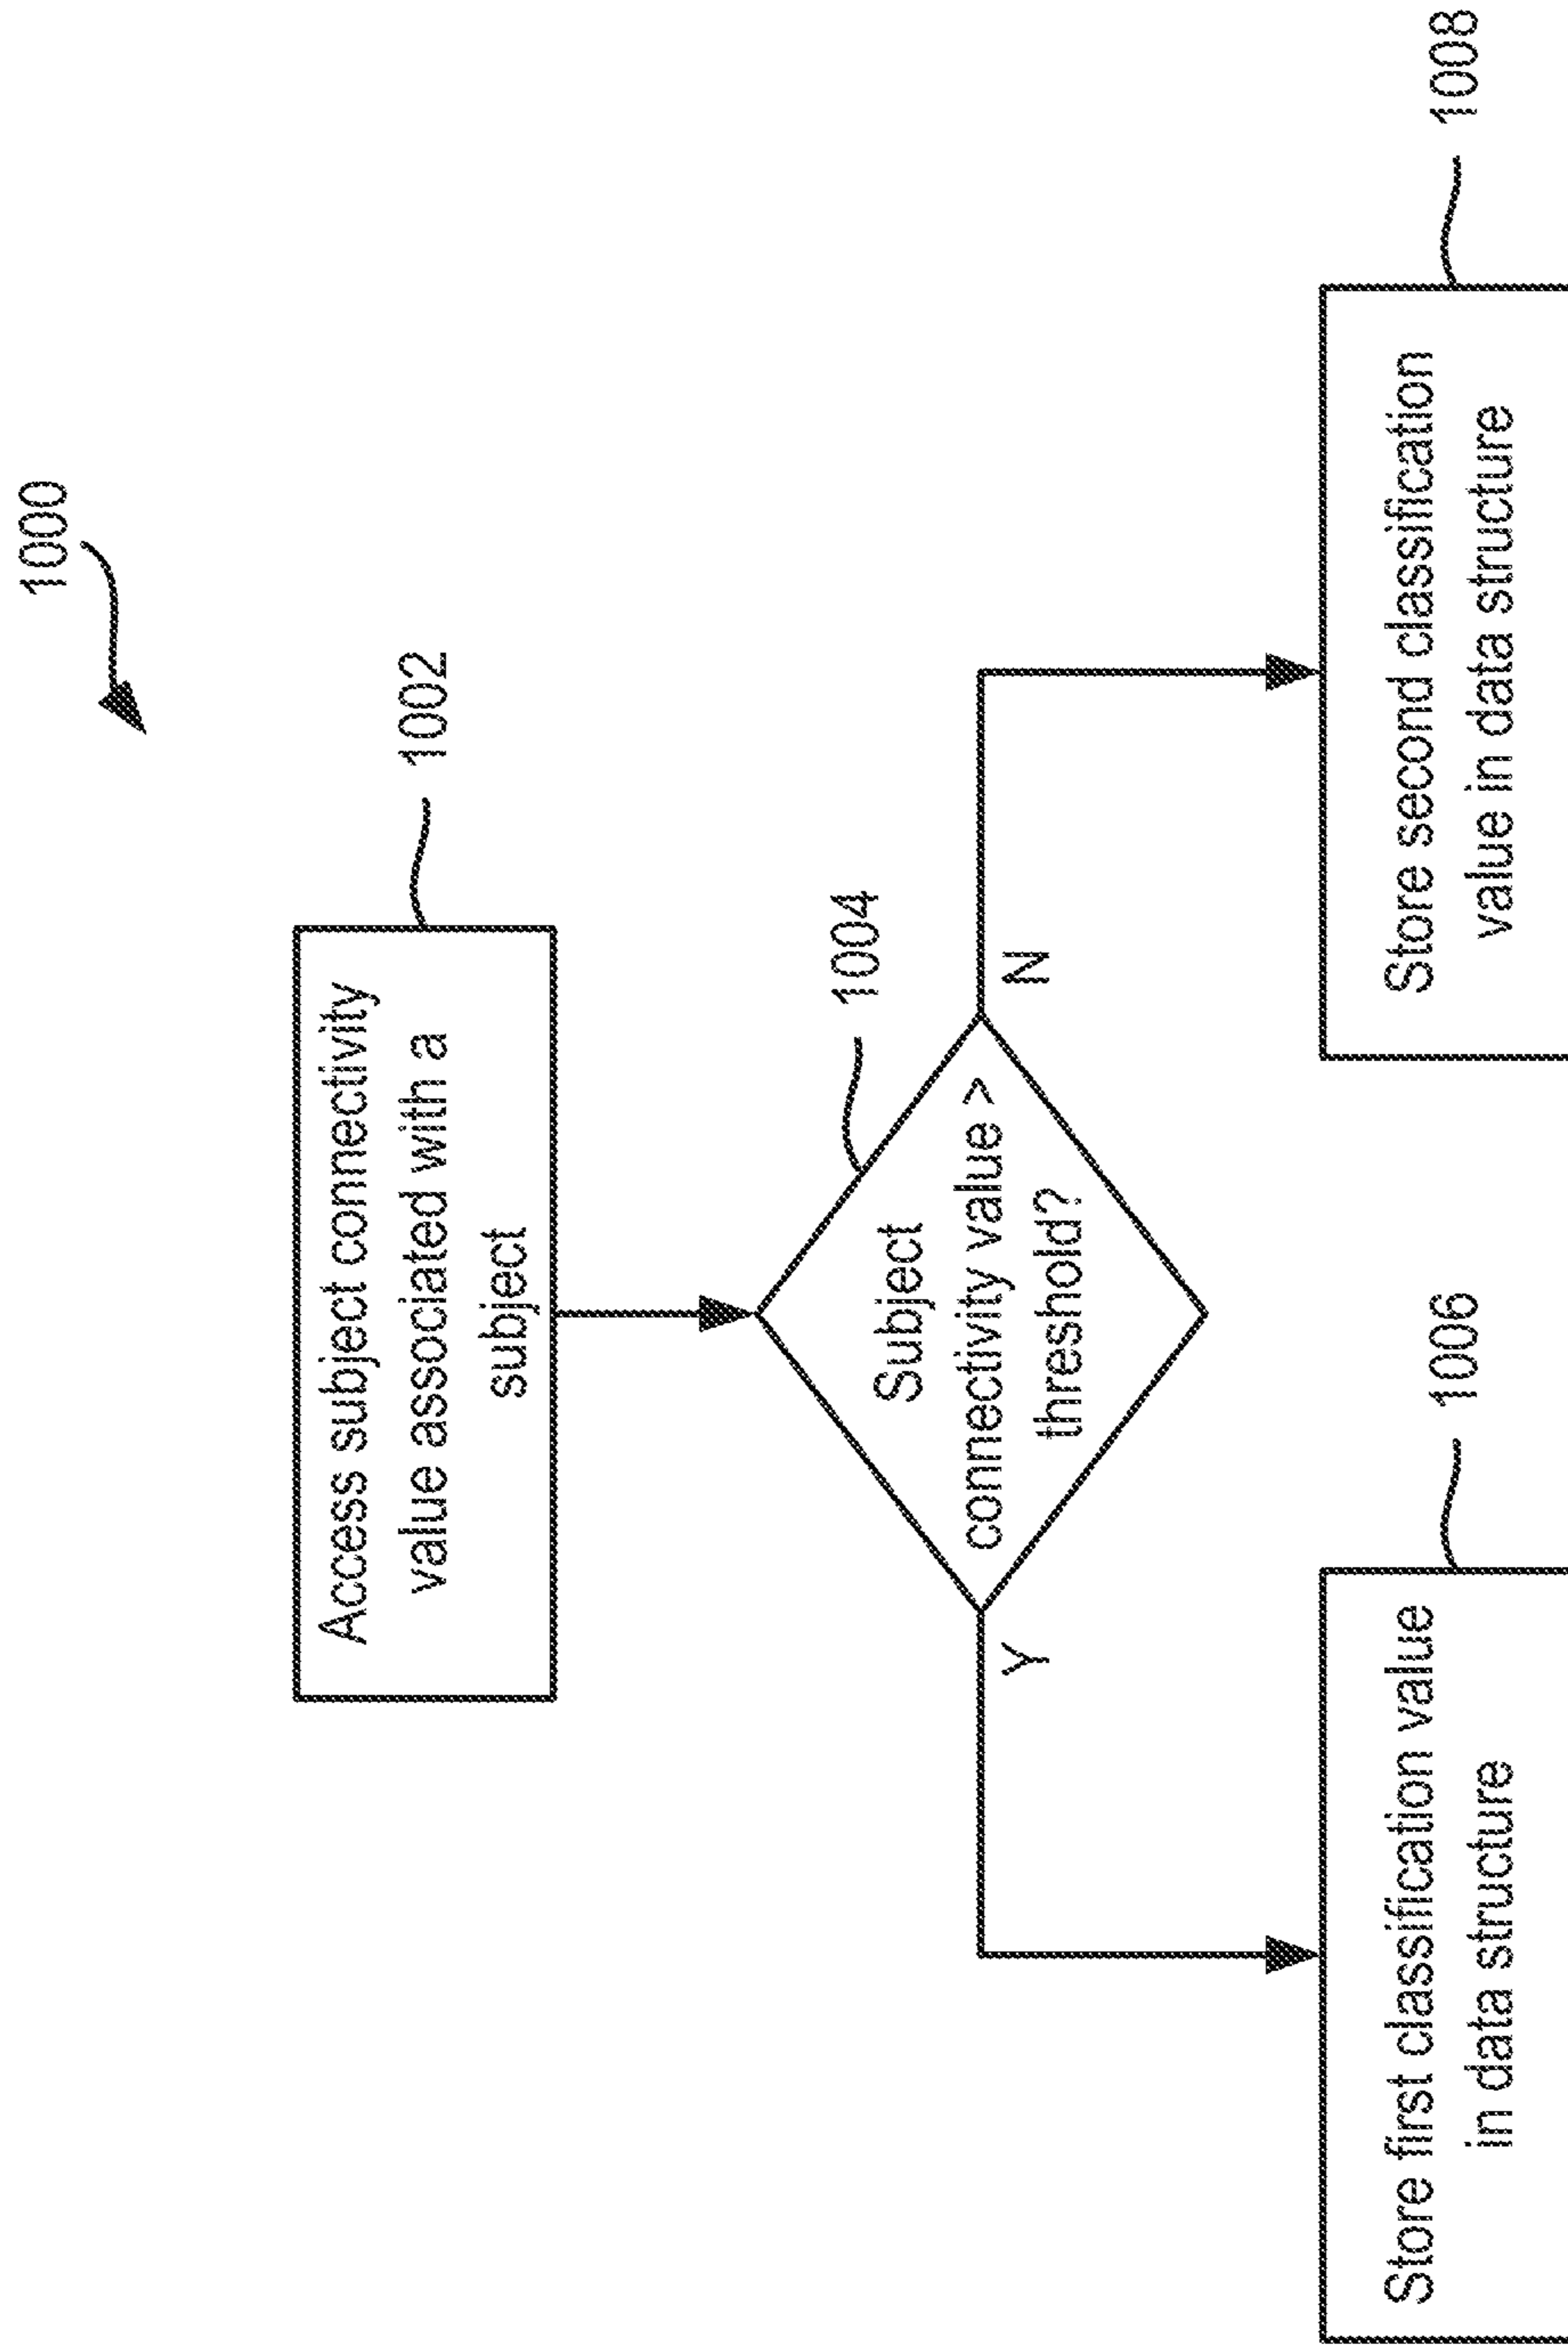 1000
Access subject connectivity
value associated with a
subject
1002
Subject
connectivity value >
threshold?
1004
Y
N
Store first classification value
in data structure
1006
Store second classification
value in data structure
1008